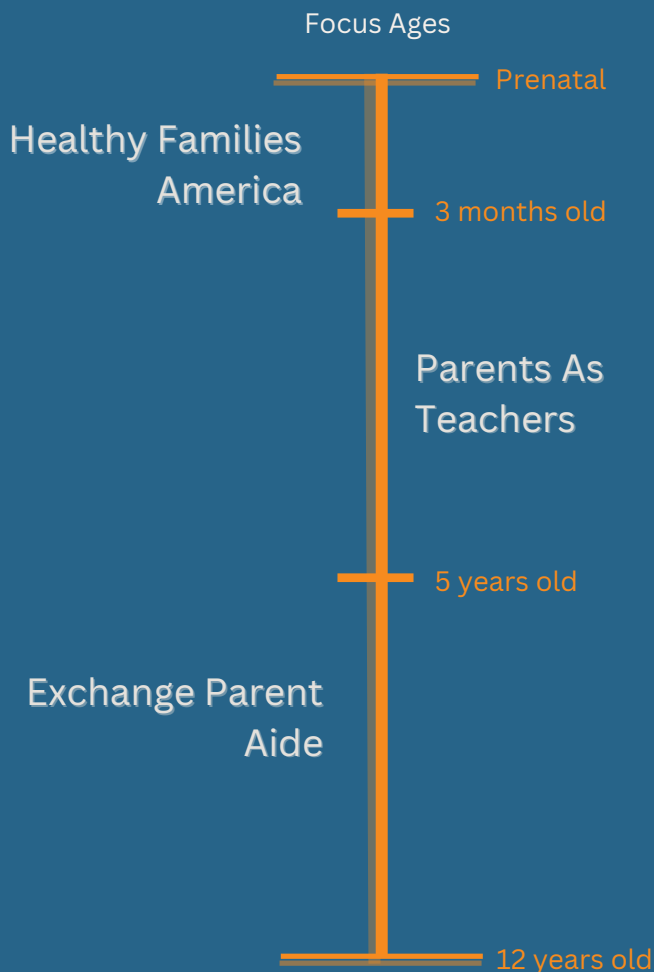 Focus Ages
Prenatal
Healthy Families
America
3 months old
Parents As
Teachers
5 years old
Exchange Parent
Aide
12 years old